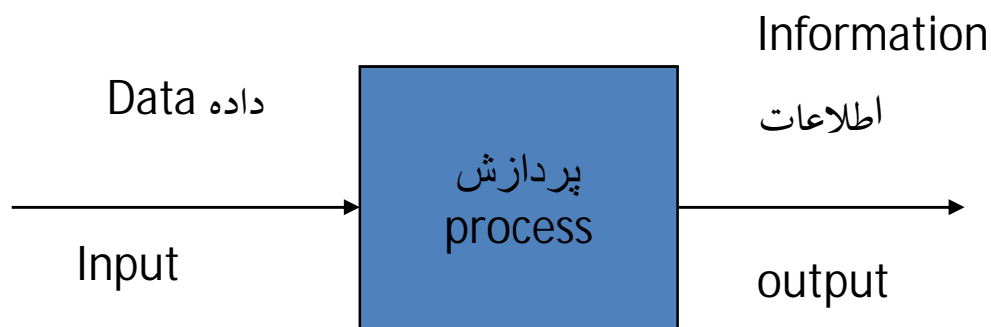 داده Data
Input
پردازش
process
Information
اطلاعات
output